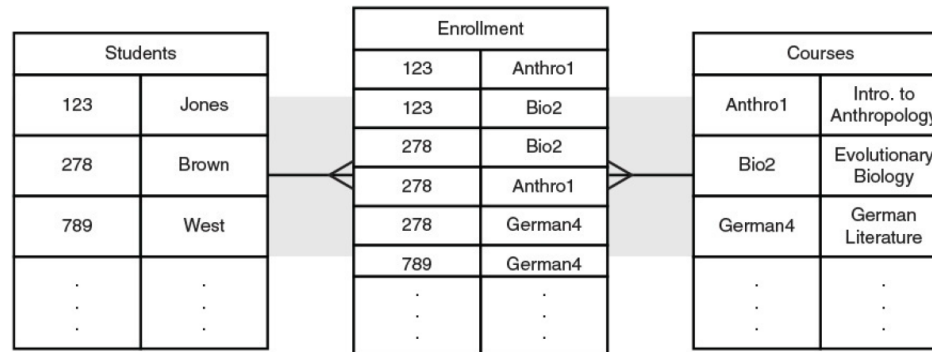 Students
123 Jones
278 Brown
789 West
. .
. .
. .
Enrollment
123 Anthro1
123 Bio2
278 Bio2
278 Anthro1
278 German4
789 German4
. .
. .
. .
Courses
Anthro1 Intro. to
Anthropology
Bio2 Evolutionary
Biology
German4 German
Literature
. .
. .
. .